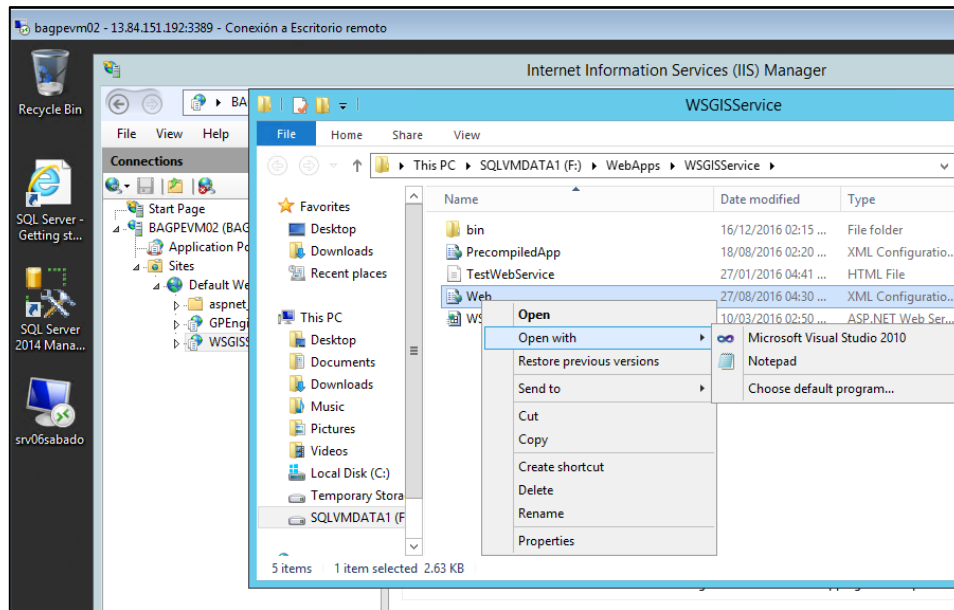 bagpevm02 - 13.84.151.192:3389 - Conexión a Escritorio remoto
Recycle Bin
SQL Server -
Getting st...
SQL Server
2014 Mana...
srv06sabado
Internet Information Services (IIS) Manager
BA
File View Help
Connections
Start Page
BAGPEVM02 (BAG
Application Po
Sites
Default We
aspnet_
GPEngi
WSGISS
WSGISService
File Home Share View
This PC SQLVMDATA1 (F:) WebApps WSGISService
Favorites
Desktop
Downloads
Recent places
This PC
Desktop
Documents
Downloads
Music
Pictures
Videos
Local Disk (C:)
Temporary Stora
SQLVMDATA1 (F
Name Date modified Type
bin 16/12/2016 02:15 ... File folder
PrecompiledApp 18/08/2016 02:20 ... XML Configuratio...
TestWebService 27/01/2016 04:41 ... HTML File
Web 27/08/2016 04:30 ... XML Configuratio...
WS 10/03/2016 02:50 ... ASP.NET Web Ser...
Open
Open with
Restore previous versions
Send to
Cut
Copy
Create shortcut
Delete
Rename
Properties
Microsoft Visual Studio 2010
Notepad
Choose default program...
5 items 1 item selected 2.63 KB